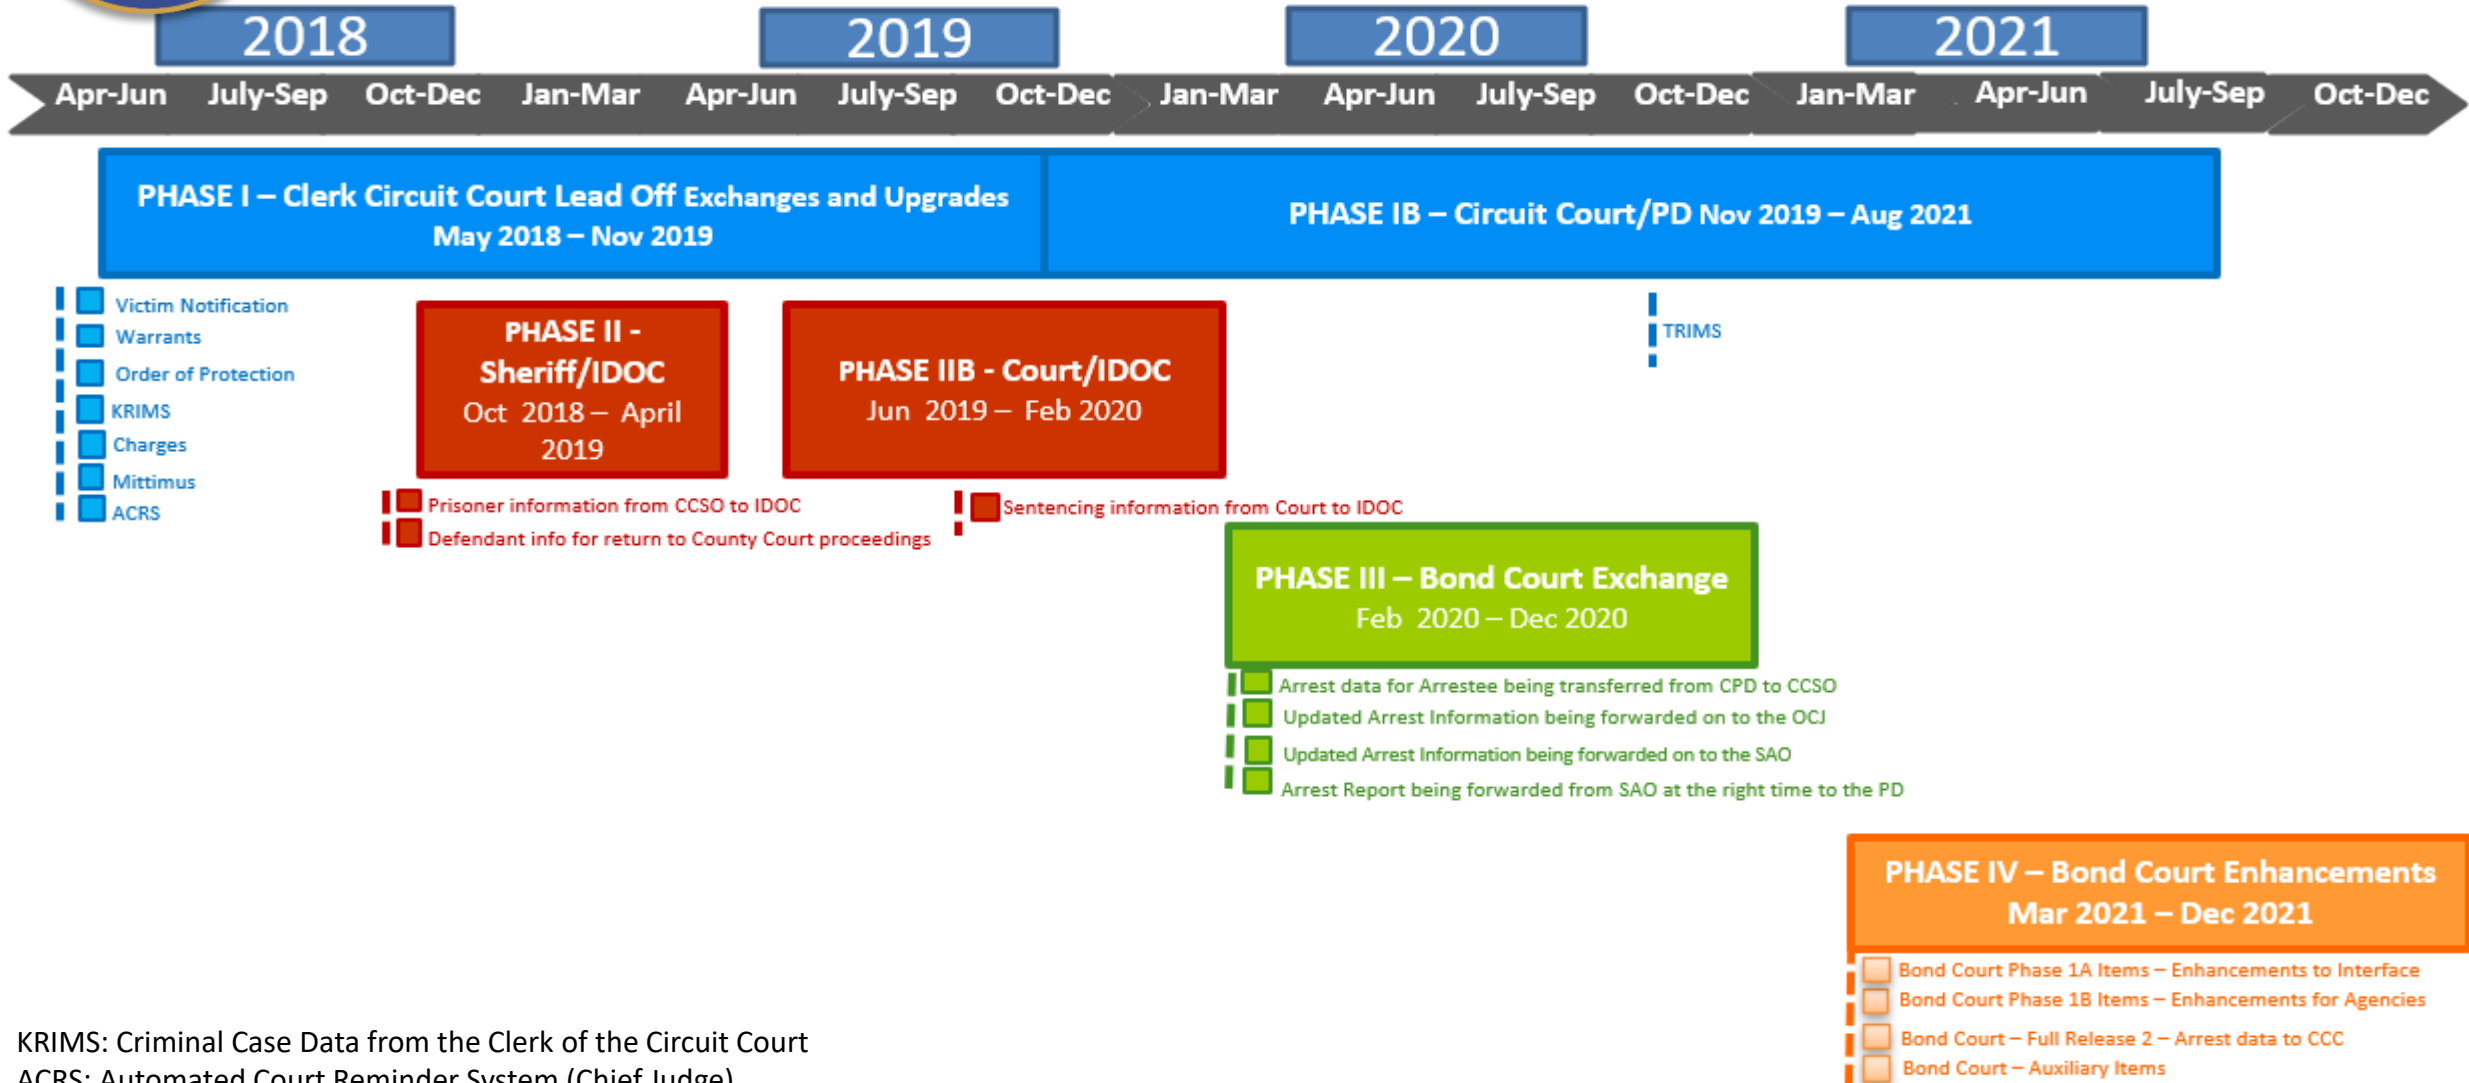 2018
2019
2020
2021
Apr-Jun July-Sep Oct-Dec Jan-Mar Apr-Jun July-Sep Oct-Dec Jan-Mar Apr-Jun July-Sep Oct-Dec Jan-Mar Apr-Jun July-Sep Oct-Dec
PHASE I – Clerk Circuit Court Lead Off Exchanges and Upgrades
May 2018 – Nov 2019
PHASE IB – Circuit Court/PD Nov 2019 – Aug 2021
Victim Notification
Warrants
Order of Protection
KRIMS
Charges
Mittimus
ACRS
PHASE II -
Sheriff/IDOC
Oct 2018 – April
2019
Prisoner information from CCSO to IDOC
Defendant info for return to County Court proceedings
PHASE IIB - Court/IDOC
Jun 2019 – Feb 2020
Sentencing information from Court to IDOC
TRIMS
PHASE III – Bond Court Exchange
Feb 2020 – Dec 2020
Arrest data for Arrestee being transferred from CPD to CCSO
Updated Arrest Information being forwarded on to the OCJ
Updated Arrest Information being forwarded on to the SAO
Arrest Report being forwarded from SAO at the right time to the PD
PHASE IV – Bond Court Enhancements
Mar 2021 – Dec 2021
Bond Court Phase 1A Items – Enhancements to Interface
Bond Court Phase 1B Items – Enhancements for Agencies
Bond Court – Full Release 2 – Arrest data to CCC
Bond Court – Auxiliary Items
KRIMS: Criminal Case Data from the Clerk of the Circuit Court
ACRS: Automated Court Reminder System (Chief Judge)